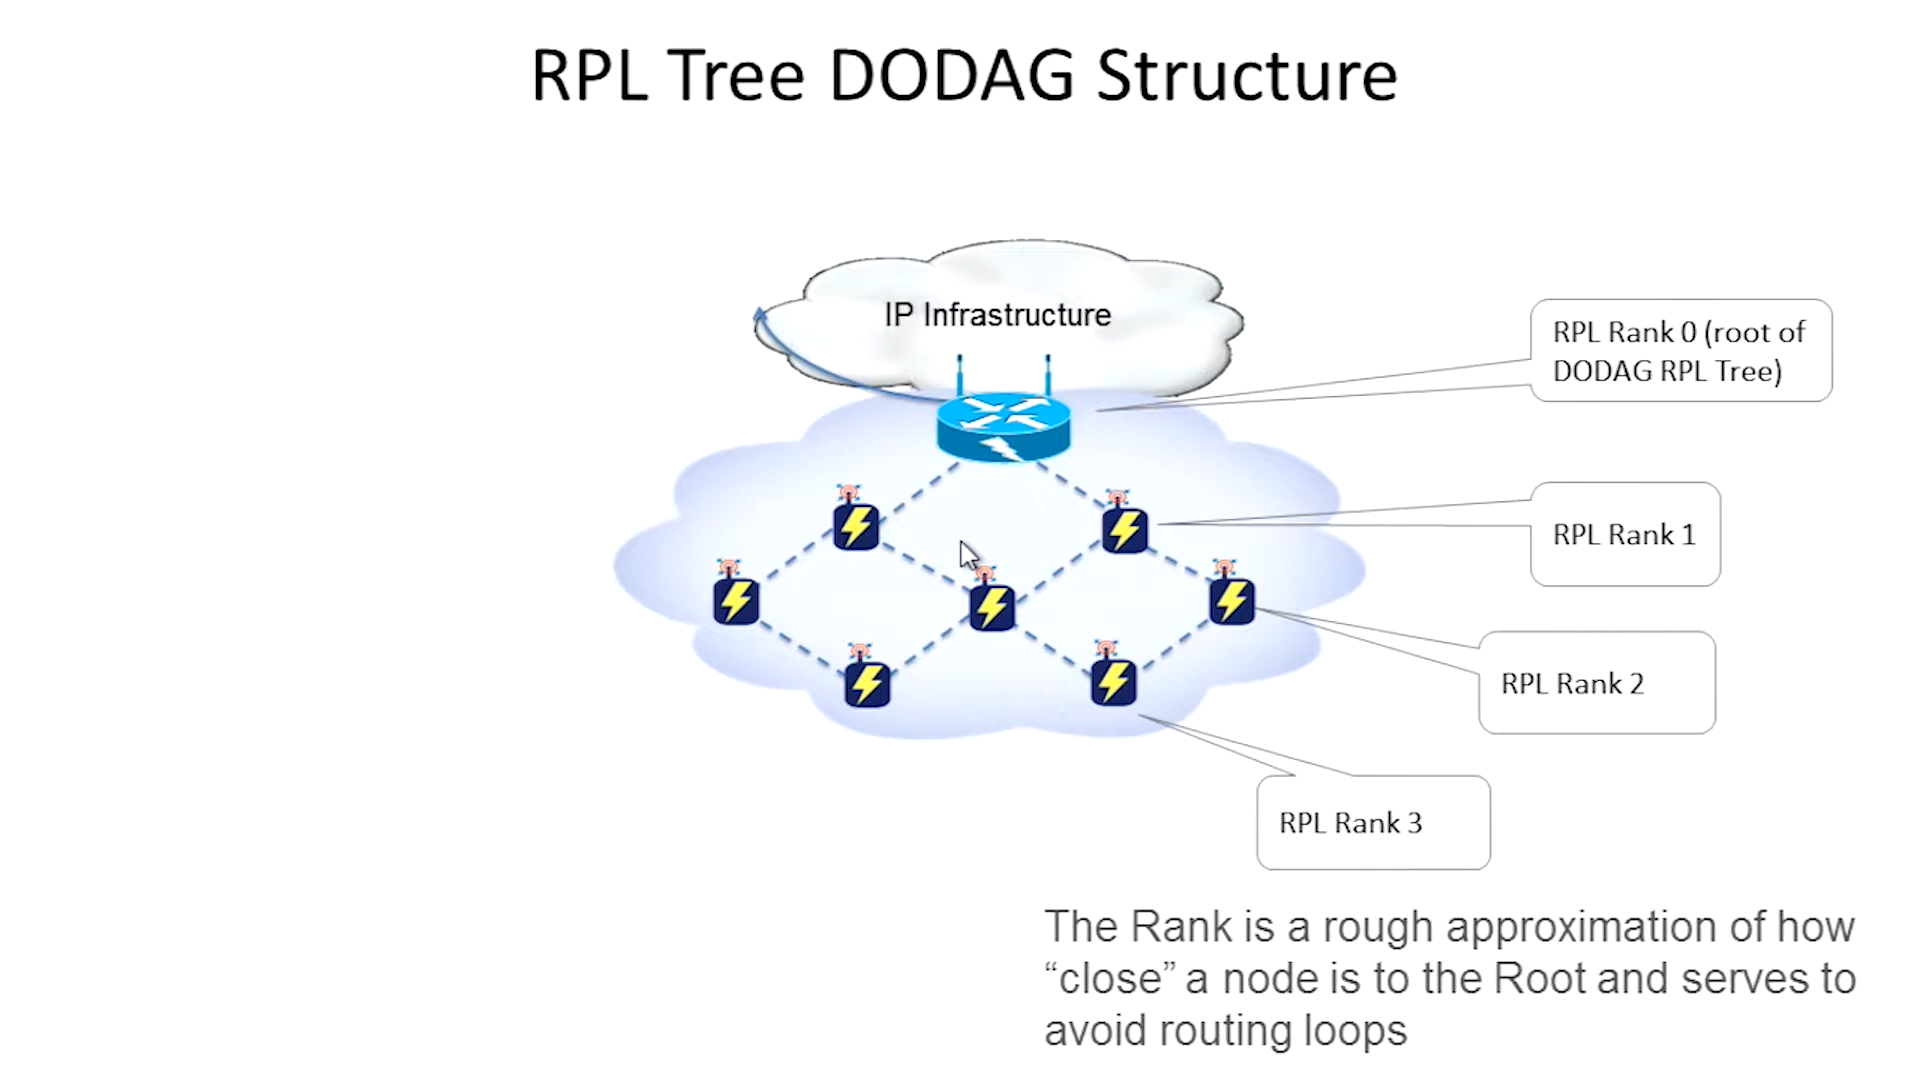 RPL Tree DODAG Structure
IP Infrastructure
RPL Rank 0 (root of
DODAG RPL Tree)
RPL Rank 1
RPL Rank 2
RPL Rank 3
The Rank is a rough approximation of how
“close” a node is to the Root and serves to
avoid routing loops